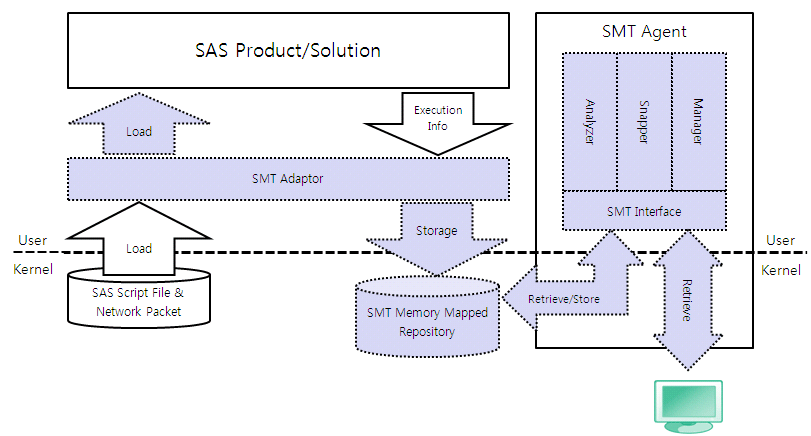 SAS Product/Solution
SMT Agent
Analyzer
Snapper
Manager
Load
Execution
Info
SMT Adaptor
SMT Interface
User
Kernel
Load
Storage
User
Kernel
SAS Script File &
Network Packet
SMT Memory Mapped
Repository
Retrieve/Store
Retrieve